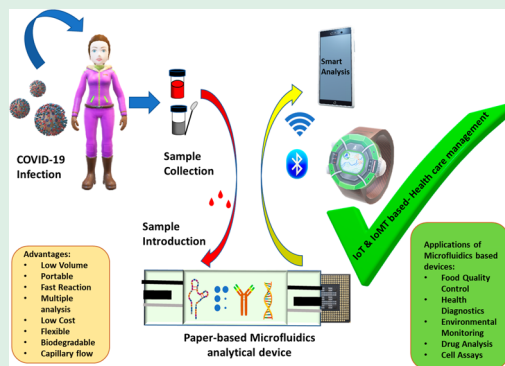 COVID-19
Infection
Sample
Collection
Sample
Introduction
Smart
Analysis
IoT & IoMT based- Health care management
Advantages:
• Low Volume
• Portable
• Fast Reaction
• Multiple
analysis
• Low Cost
• Flexible
• Biodegradable
• Capillary flow
Paper-based Microfluidics
analytical device
Applications of
Microfluidics based
devices:
• Food Quality
Control
• Health
Diagnostics
• Environmental
Monitoring
• Drug Analysis
• Cell Assays